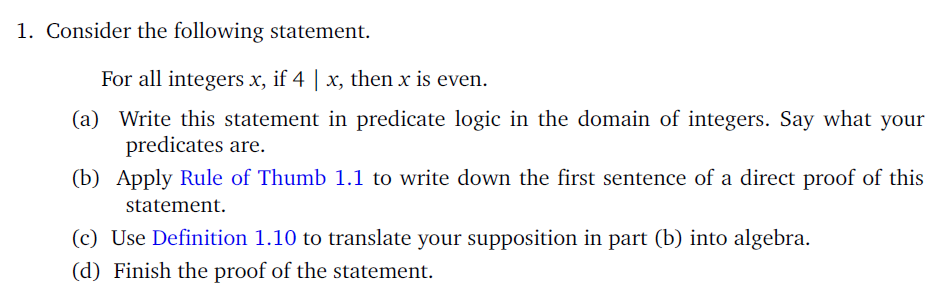 1. Consider the following statement.
For all integers x, if 4 | x, then x is even.
(a) Write this statement in predicate logic in the domain of integers. Say what your
predicates are.
(b) Apply Rule of Thumb 1.1 to write down the first sentence of a direct proof of this
statement.
(c) Use Definition 1.10 to translate your supposition in part (b) into algebra.
(d) Finish the proof of the statement.